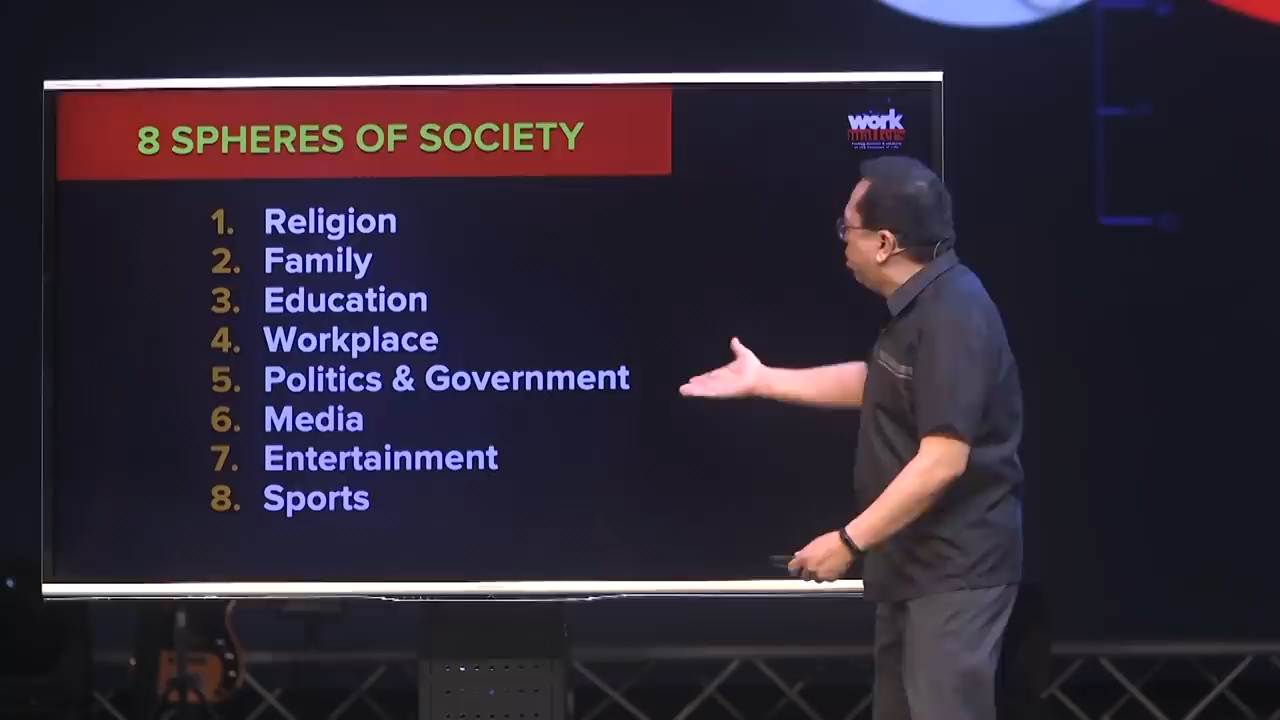 8 SPHERES OF SOCIETY
work
1. Religion
2. Family
3. Education
4. Workplace
5. Politics & Government
6. Media
7. Entertainment
8. Sports